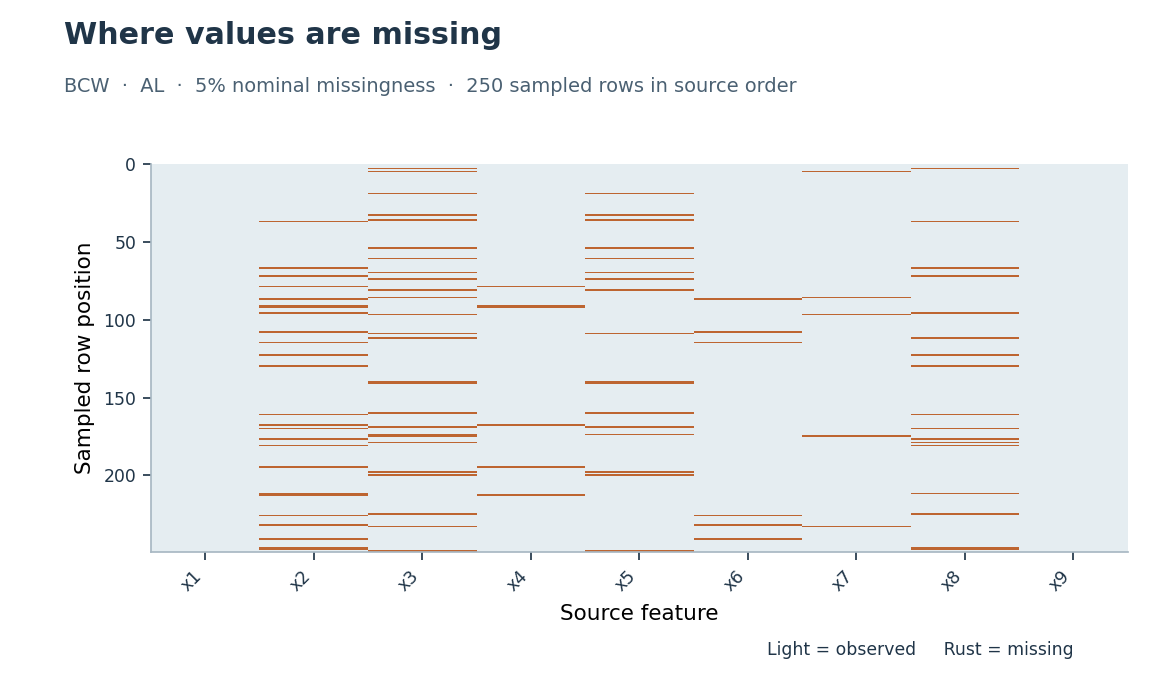 Where values are missing
BCW · AL · 5% nominal missingness · 250 sampled rows in source order
0
50
100
150
200
Sampled row position
x1 x2 x3 x4 x5 x6 x7 x8 x9
Source feature
Light = observed Rust = missing